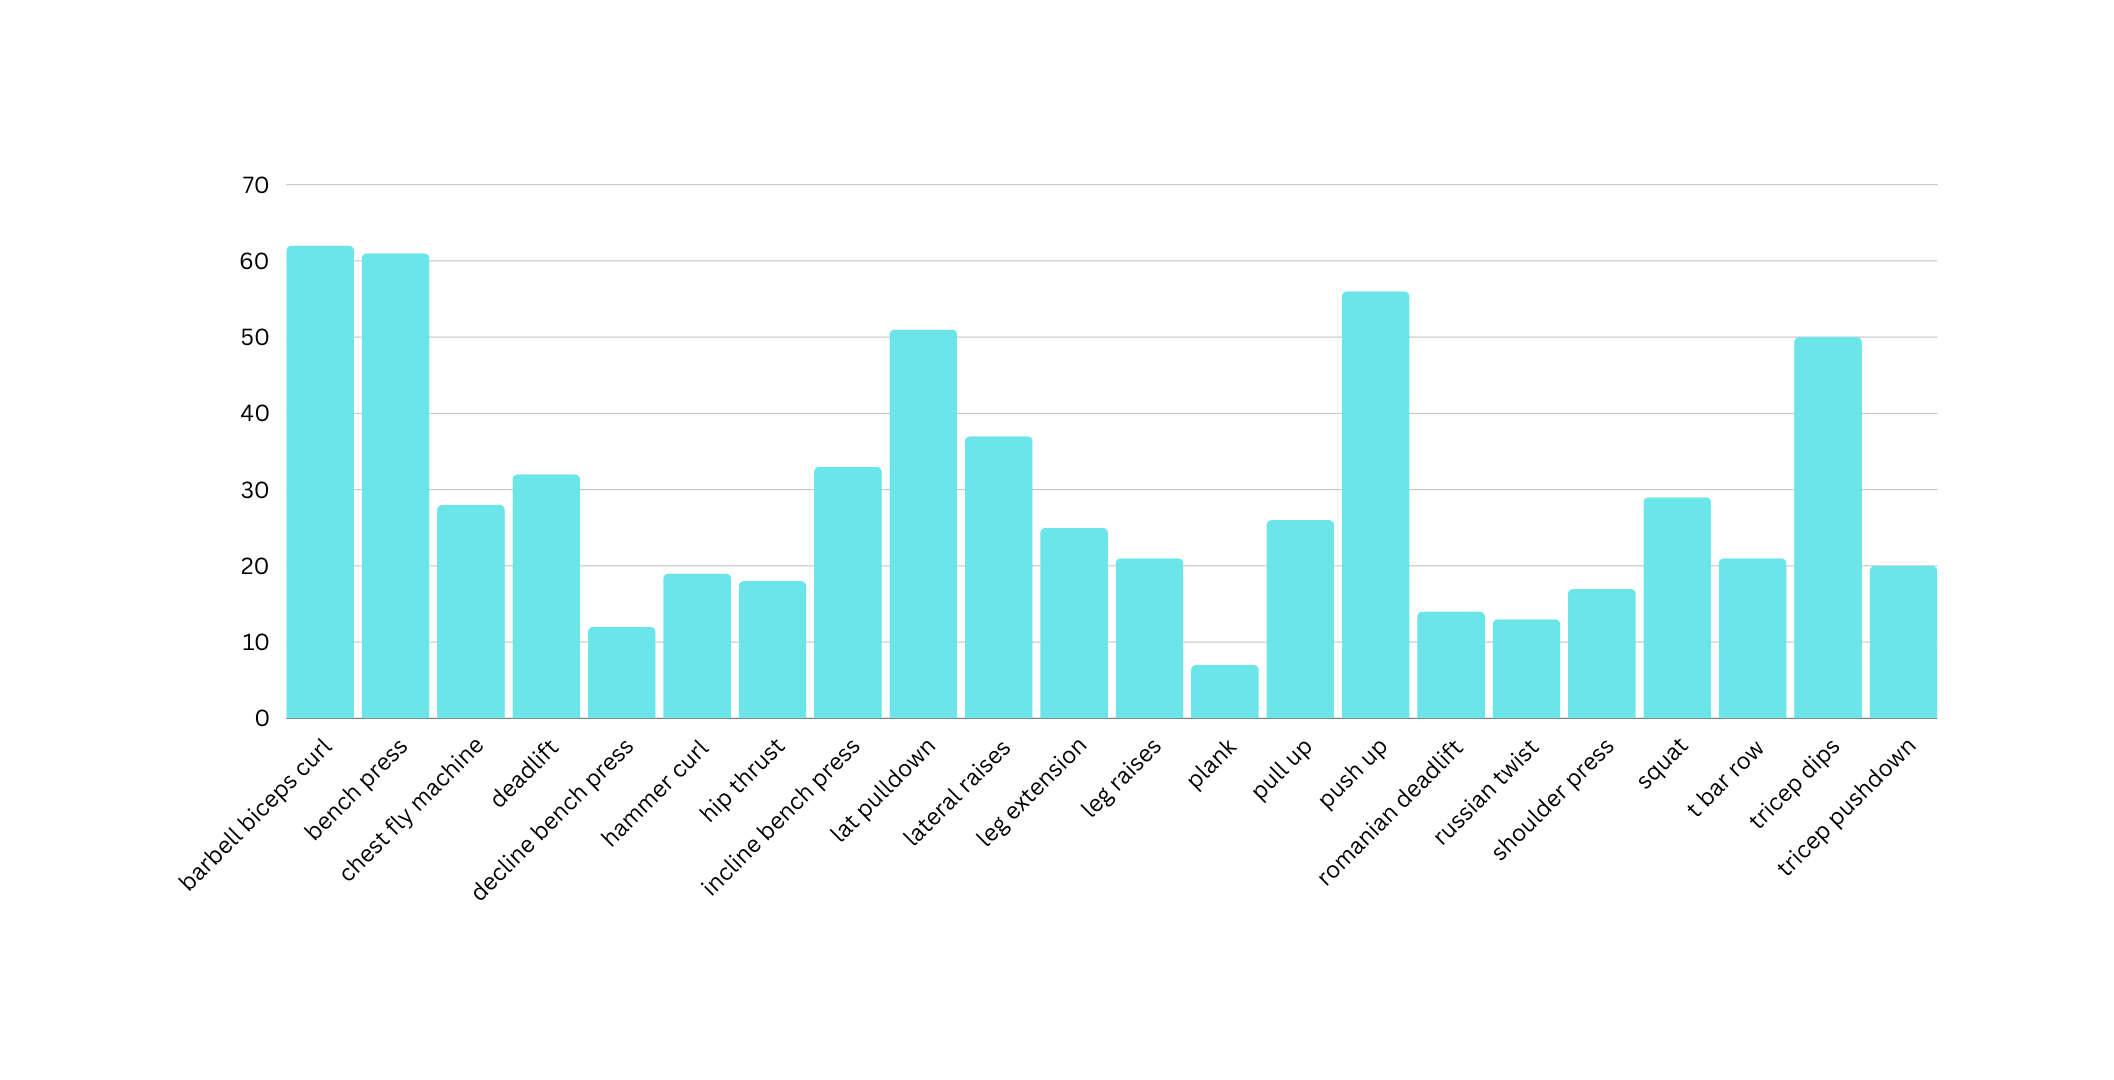 70
60
50
40
30
20
10
0
barbell biceps curl
bench press
chest fly machine
deadlift
decline bench press
hammer curl
hip thrust
incline bench press
lat pulldown
lateral raises
leg extension
leg raises
plank
pull up
push up
romanian deadlift
russian twist
shoulder press
squat
t bar row
tricep dips
tricep pushdown